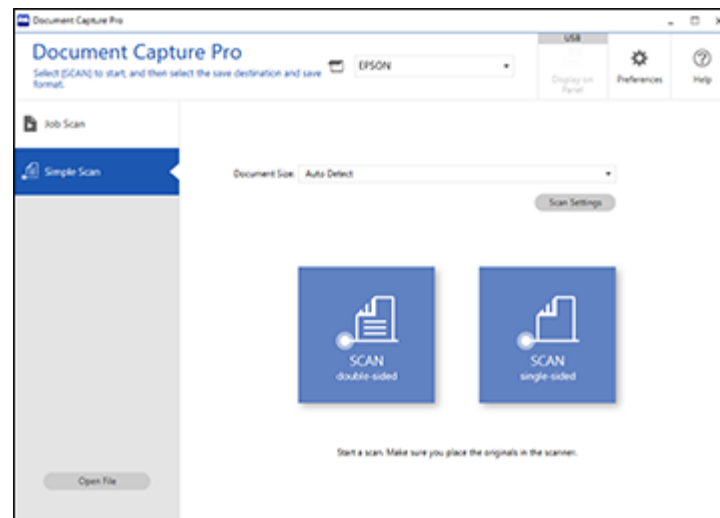 Document Capture Pro
Document Capture Pro
Select [SCAN] to start, and then select the save destination and save
format.
EPSON
USB
Display on
Panel
Preferences
Help
Job Scan
Simple Scan
Document Size:
Auto Detect
Scan Settings
SCAN
double-sided
SCAN
single-sided
Start a scan. Make sure you place the originals in the scanner.
Open File